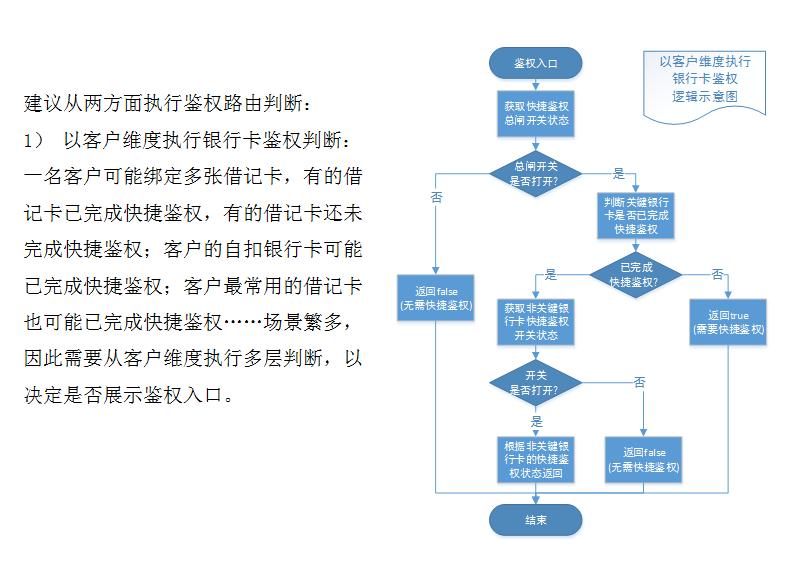 建议从两方面执行鉴权路由判断：
1） 以客户维度执行银行卡鉴权判断：
一名客户可能绑定多张借记卡，有的借
记卡已完成快捷鉴权，有的借记卡还未
完成快捷鉴权；客户的自扣银行卡可能
已完成快捷鉴权；客户最常用的借记卡
也可能已完成快捷鉴权……场景繁多，
因此需要从客户维度执行多层判断，以
决定是否展示鉴权入口。
以客户维度执行
银行卡鉴权
逻辑示意图
鉴权入口
获取快捷鉴权
总闸开关状态
总闸开关
是否打开?
是
否
判断关键银行
卡是否已完成
快捷鉴权
已完成
快捷鉴权?
是
否
返回false
(无需快捷鉴权)
获取非关键银
行卡快捷鉴权
开关状态
返回true
(需要快捷鉴权)
开关
是否打开?
否
是
根据非关键银
行卡的快捷鉴
权状态返回
返回false
(无需快捷鉴权)
结束